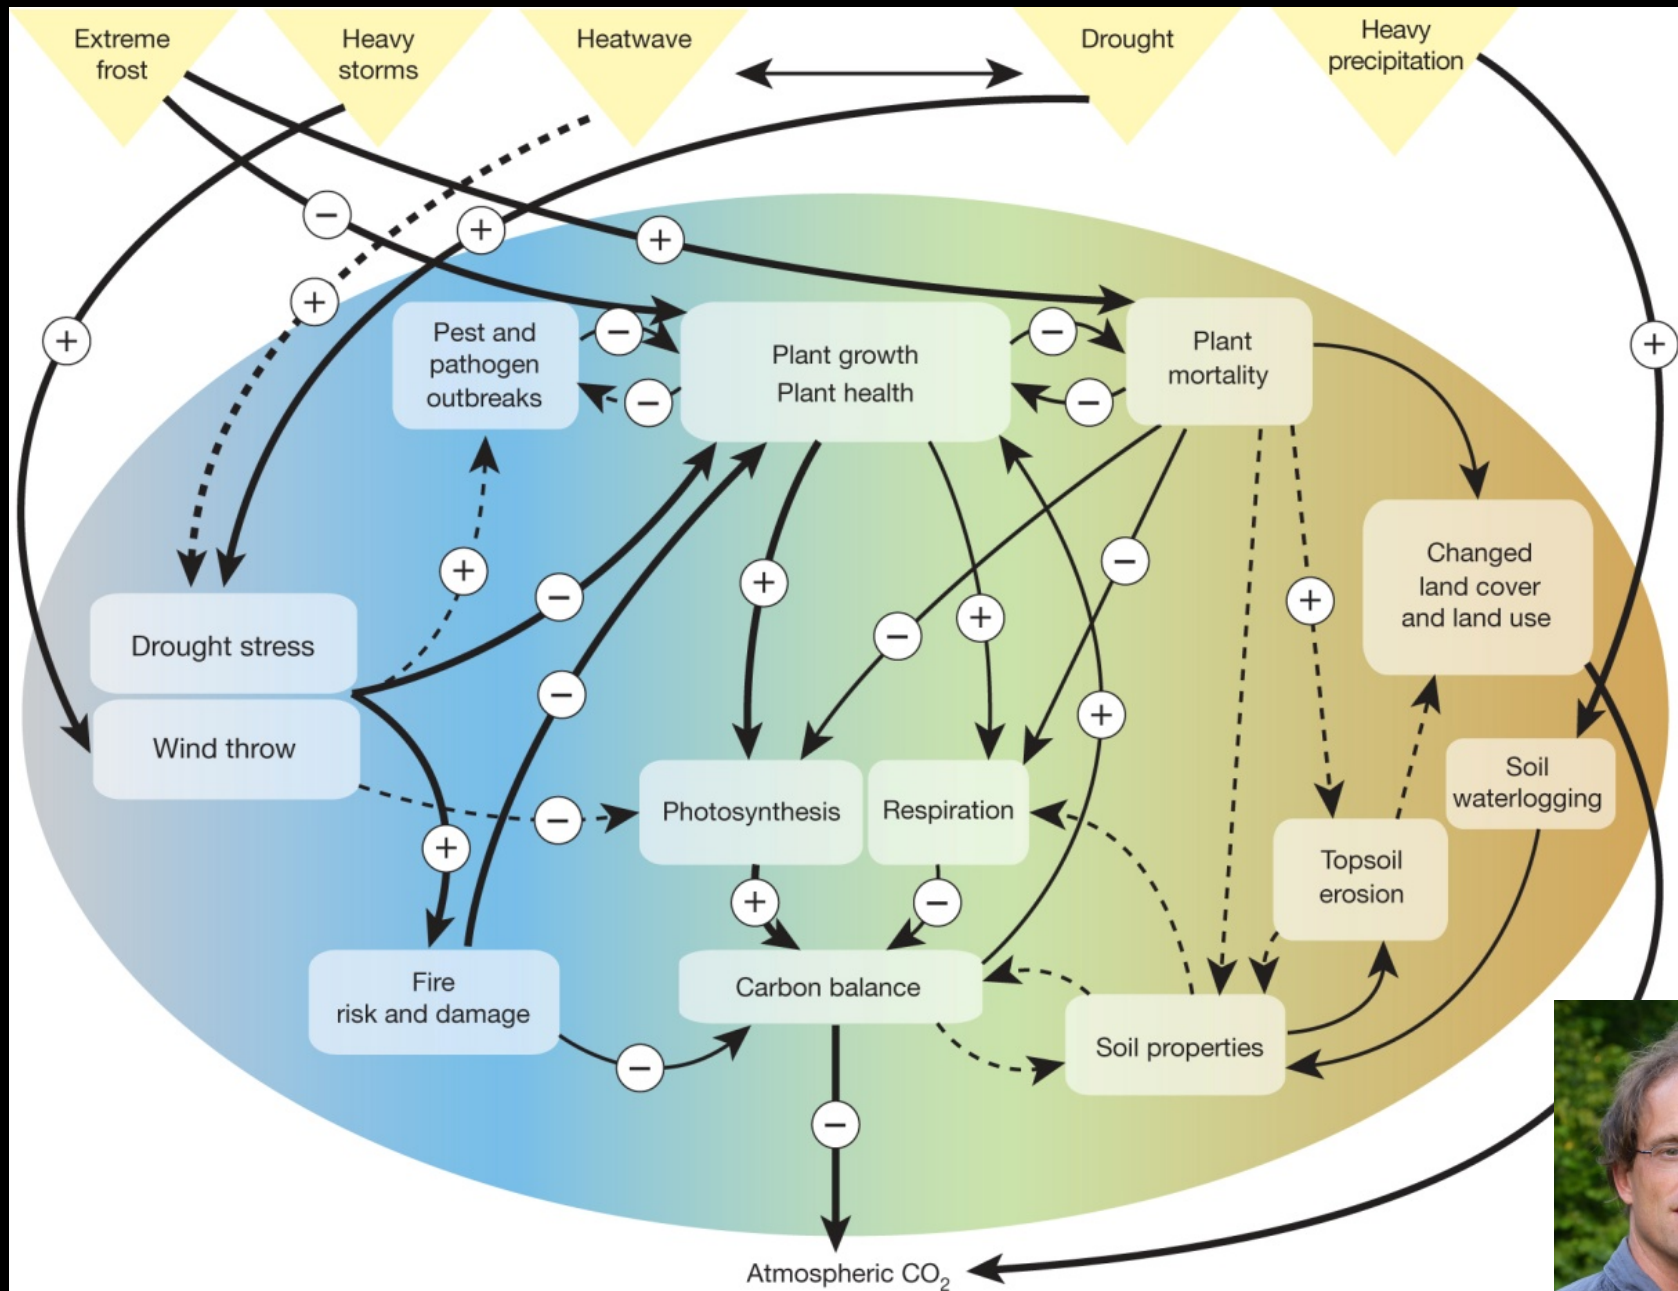 Extreme
frost
Heavy
storms
Heatwave
Drought
Heavy
precipitation
−
+
+
+
+
+
Pest and
pathogen
outbreaks
−
−
Plant growth
Plant health
−
−
Plant
mortality
Changed
land cover
and land use
+
−
+
−
+
−
+
−
−
+
Drought stress
Wind throw
−
+
Photosynthesis
Respiration
Soil
waterlogging
Topsoil
erosion
+
−
Fire
risk and damage
Carbon balance
Soil properties
−
−
Atmospheric CO₂